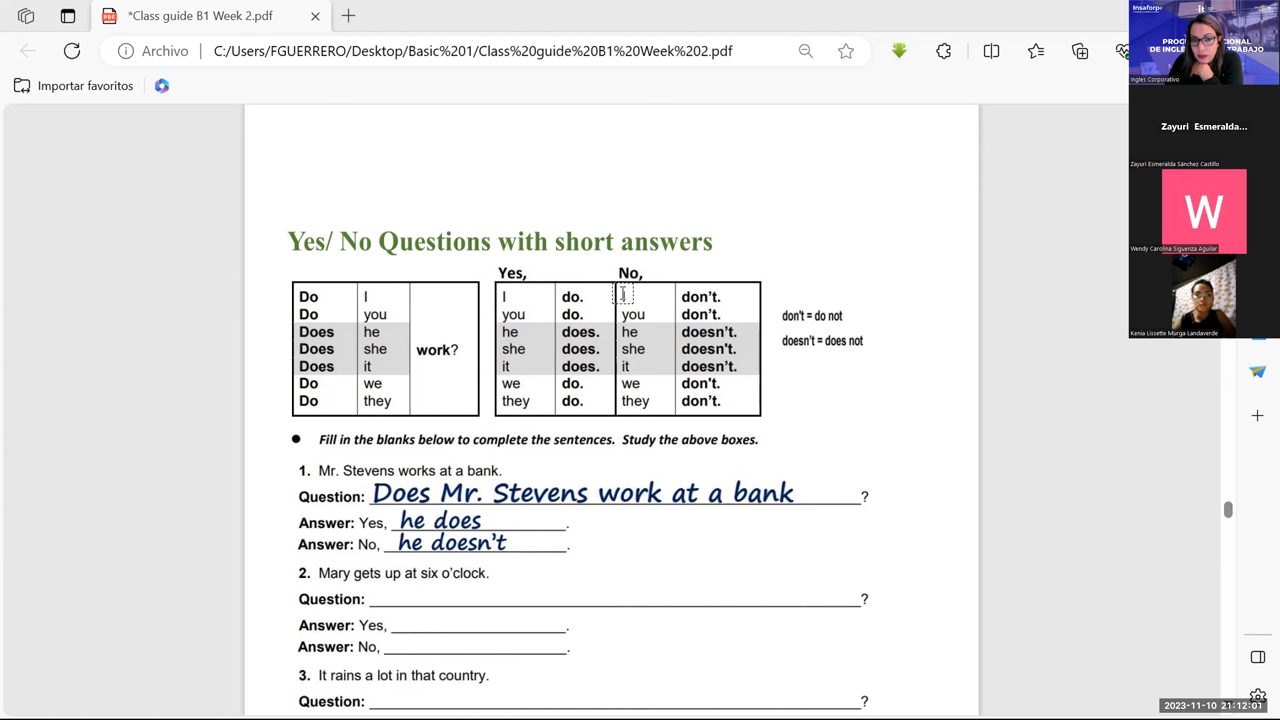 *Class guide B1 Week 2.pdf
Archivo
C:/Users/FGUERRERO/Desktop/Basic%201/Class%20guide%20B1%20Week%202.pdf
Importar favoritos
Insaforp
Ingles Corporativo
Zayuri Esmeralda...
Zayuri Esmeralda Sánchez Castillo
W
Wendy Carolina Siguenza Aguilar
Kenia Lissette Murga Landaverde
Yes/ No Questions with short answers
Yes, No,
Do I I do. I don't.
Do you you do. you don't.
Does he he does. he doesn't.
Does she work? she does. she doesn't.
Does it it does. it doesn't.
Do we we do. we don't.
Do they they do. they don't.
don't = do not
doesn't = does not
● Fill in the blanks below to complete the sentences. Study the above boxes.
1. Mr. Stevens works at a bank.
Question: Does Mr. Stevens work at a bank ?
Answer: Yes, he does .
Answer: No, he doesn't .
2. Mary gets up at six o'clock.
Question: ?
Answer: Yes, .
Answer: No, .
3. It rains a lot in that country.
Question: ?
2023-11-10 21:12:01